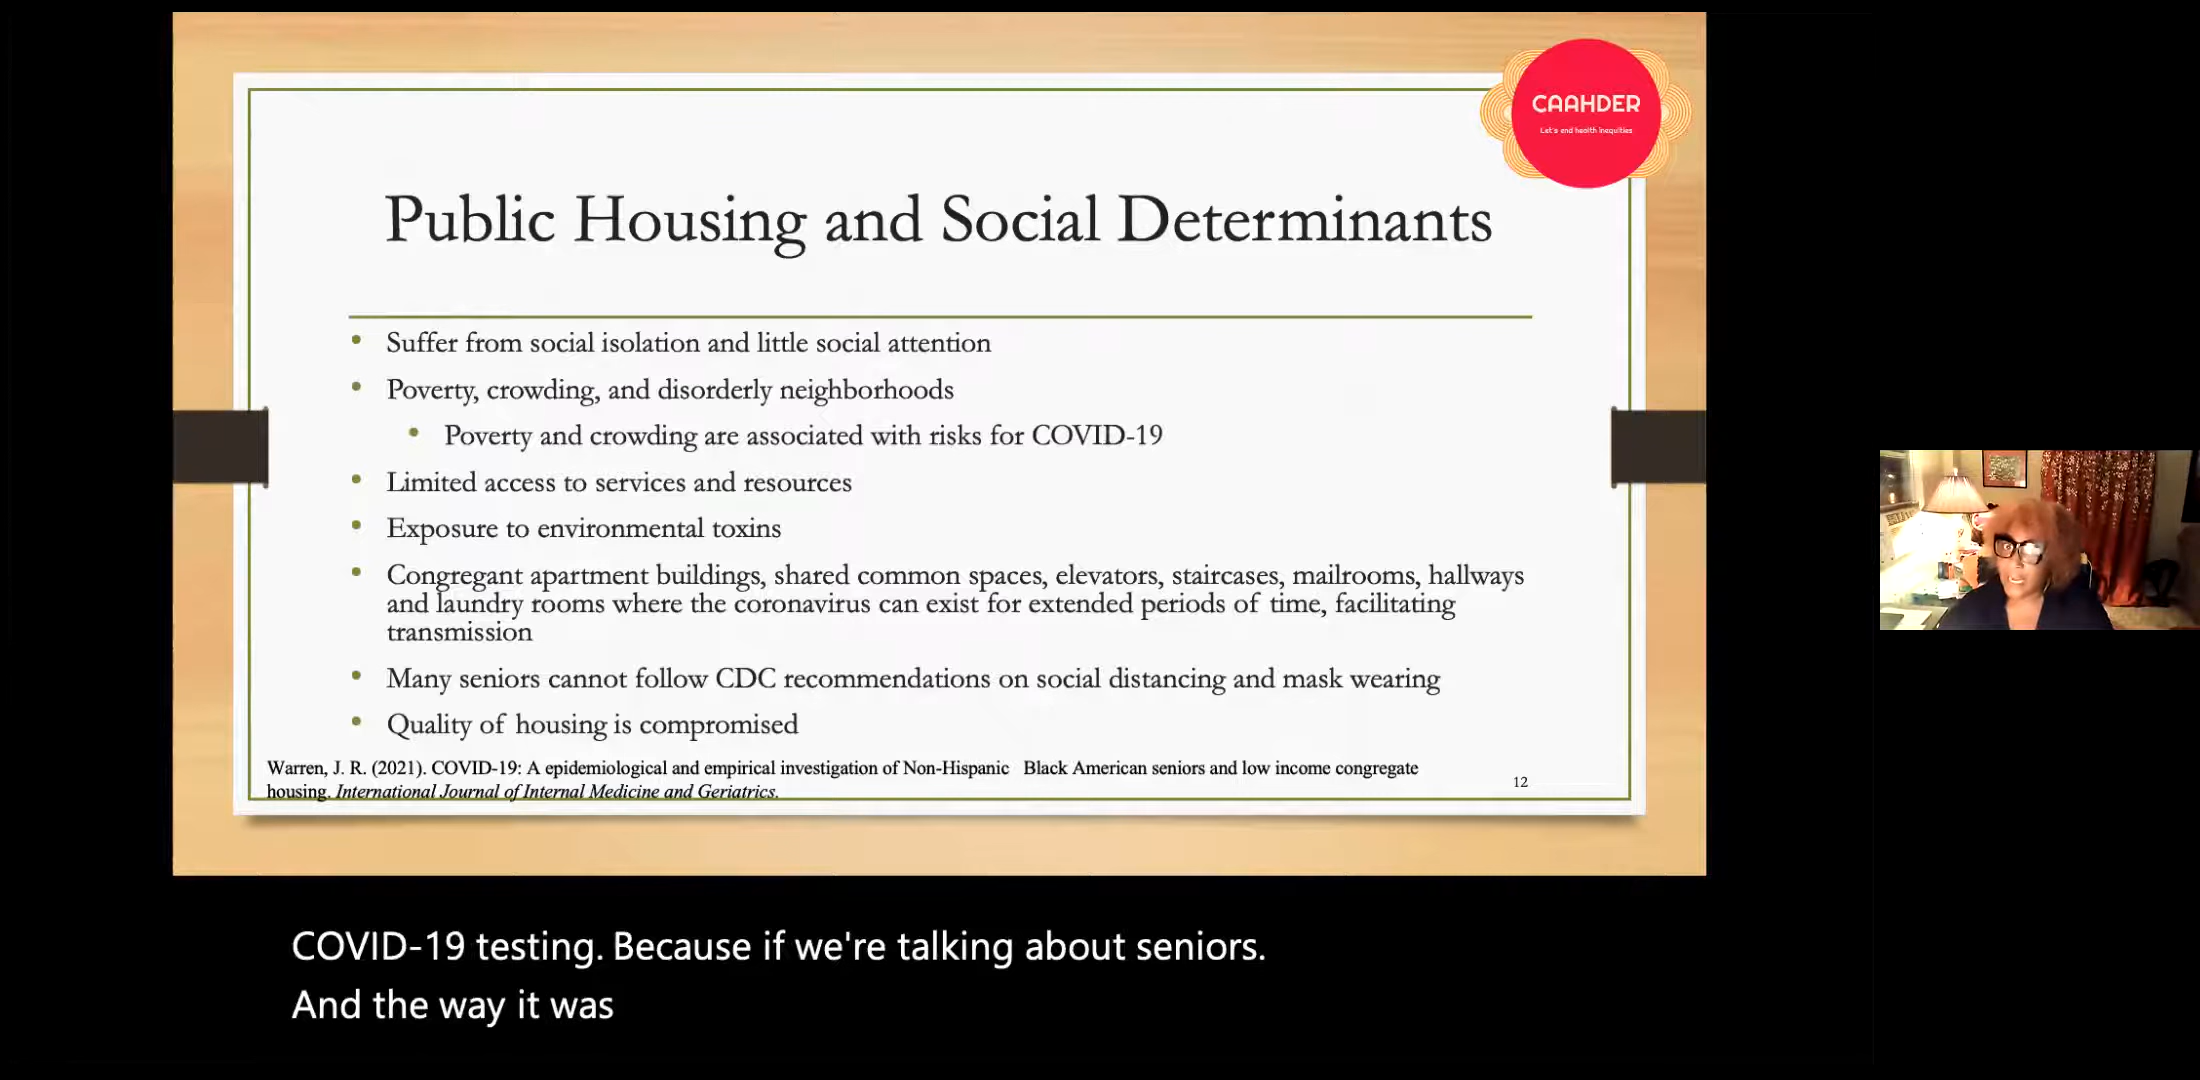 CAAHDER
Let's end health inequities
Public Housing and Social Determinants
• Suffer from social isolation and little social attention
• Poverty, crowding, and disorderly neighborhoods
• Poverty and crowding are associated with risks for COVID-19
• Limited access to services and resources
• Exposure to environmental toxins
• Congregant apartment buildings, shared common spaces, elevators, staircases, mailrooms, hallways
and laundry rooms where the coronavirus can exist for extended periods of time, facilitating
transmission
• Many seniors cannot follow CDC recommendations on social distancing and mask wearing
• Quality of housing is compromised
Warren, J. R. (2021). COVID-19: A epidemiological and empirical investigation of Non-Hispanic Black American seniors and low income congregate
housing. International Journal of Internal Medicine and Geriatrics.
12
COVID-19 testing. Because if we're talking about seniors.
And the way it was